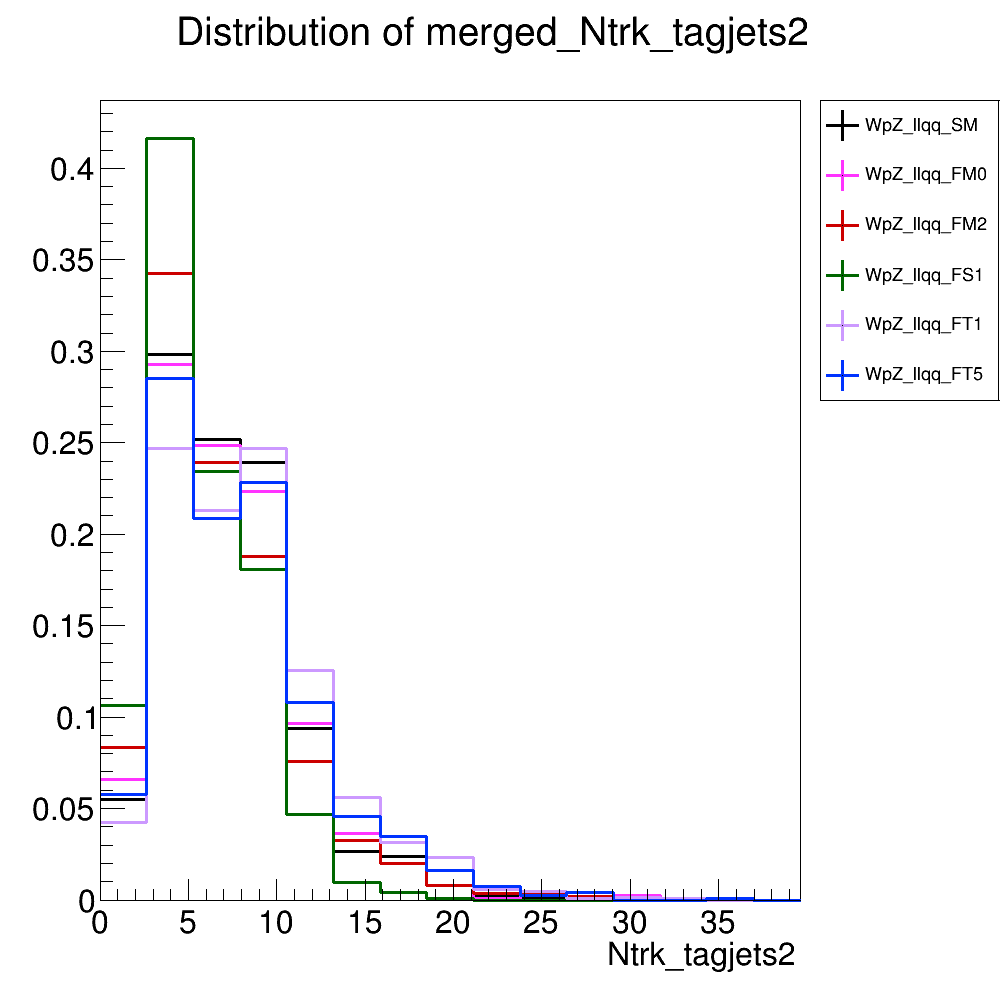 Distribution of merged_Ntrk_tagjets2
WpZ_llqq_SM
WpZ_llqq_FM0
WpZ_llqq_FM2
WpZ_llqq_FS1
WpZ_llqq_FT1
WpZ_llqq_FT5
0.4
0.35
0.3
0.25
0.2
0.15
0.1
0.05
0
0 5 10 15 20 25 30 35
Ntrk_tagjets2